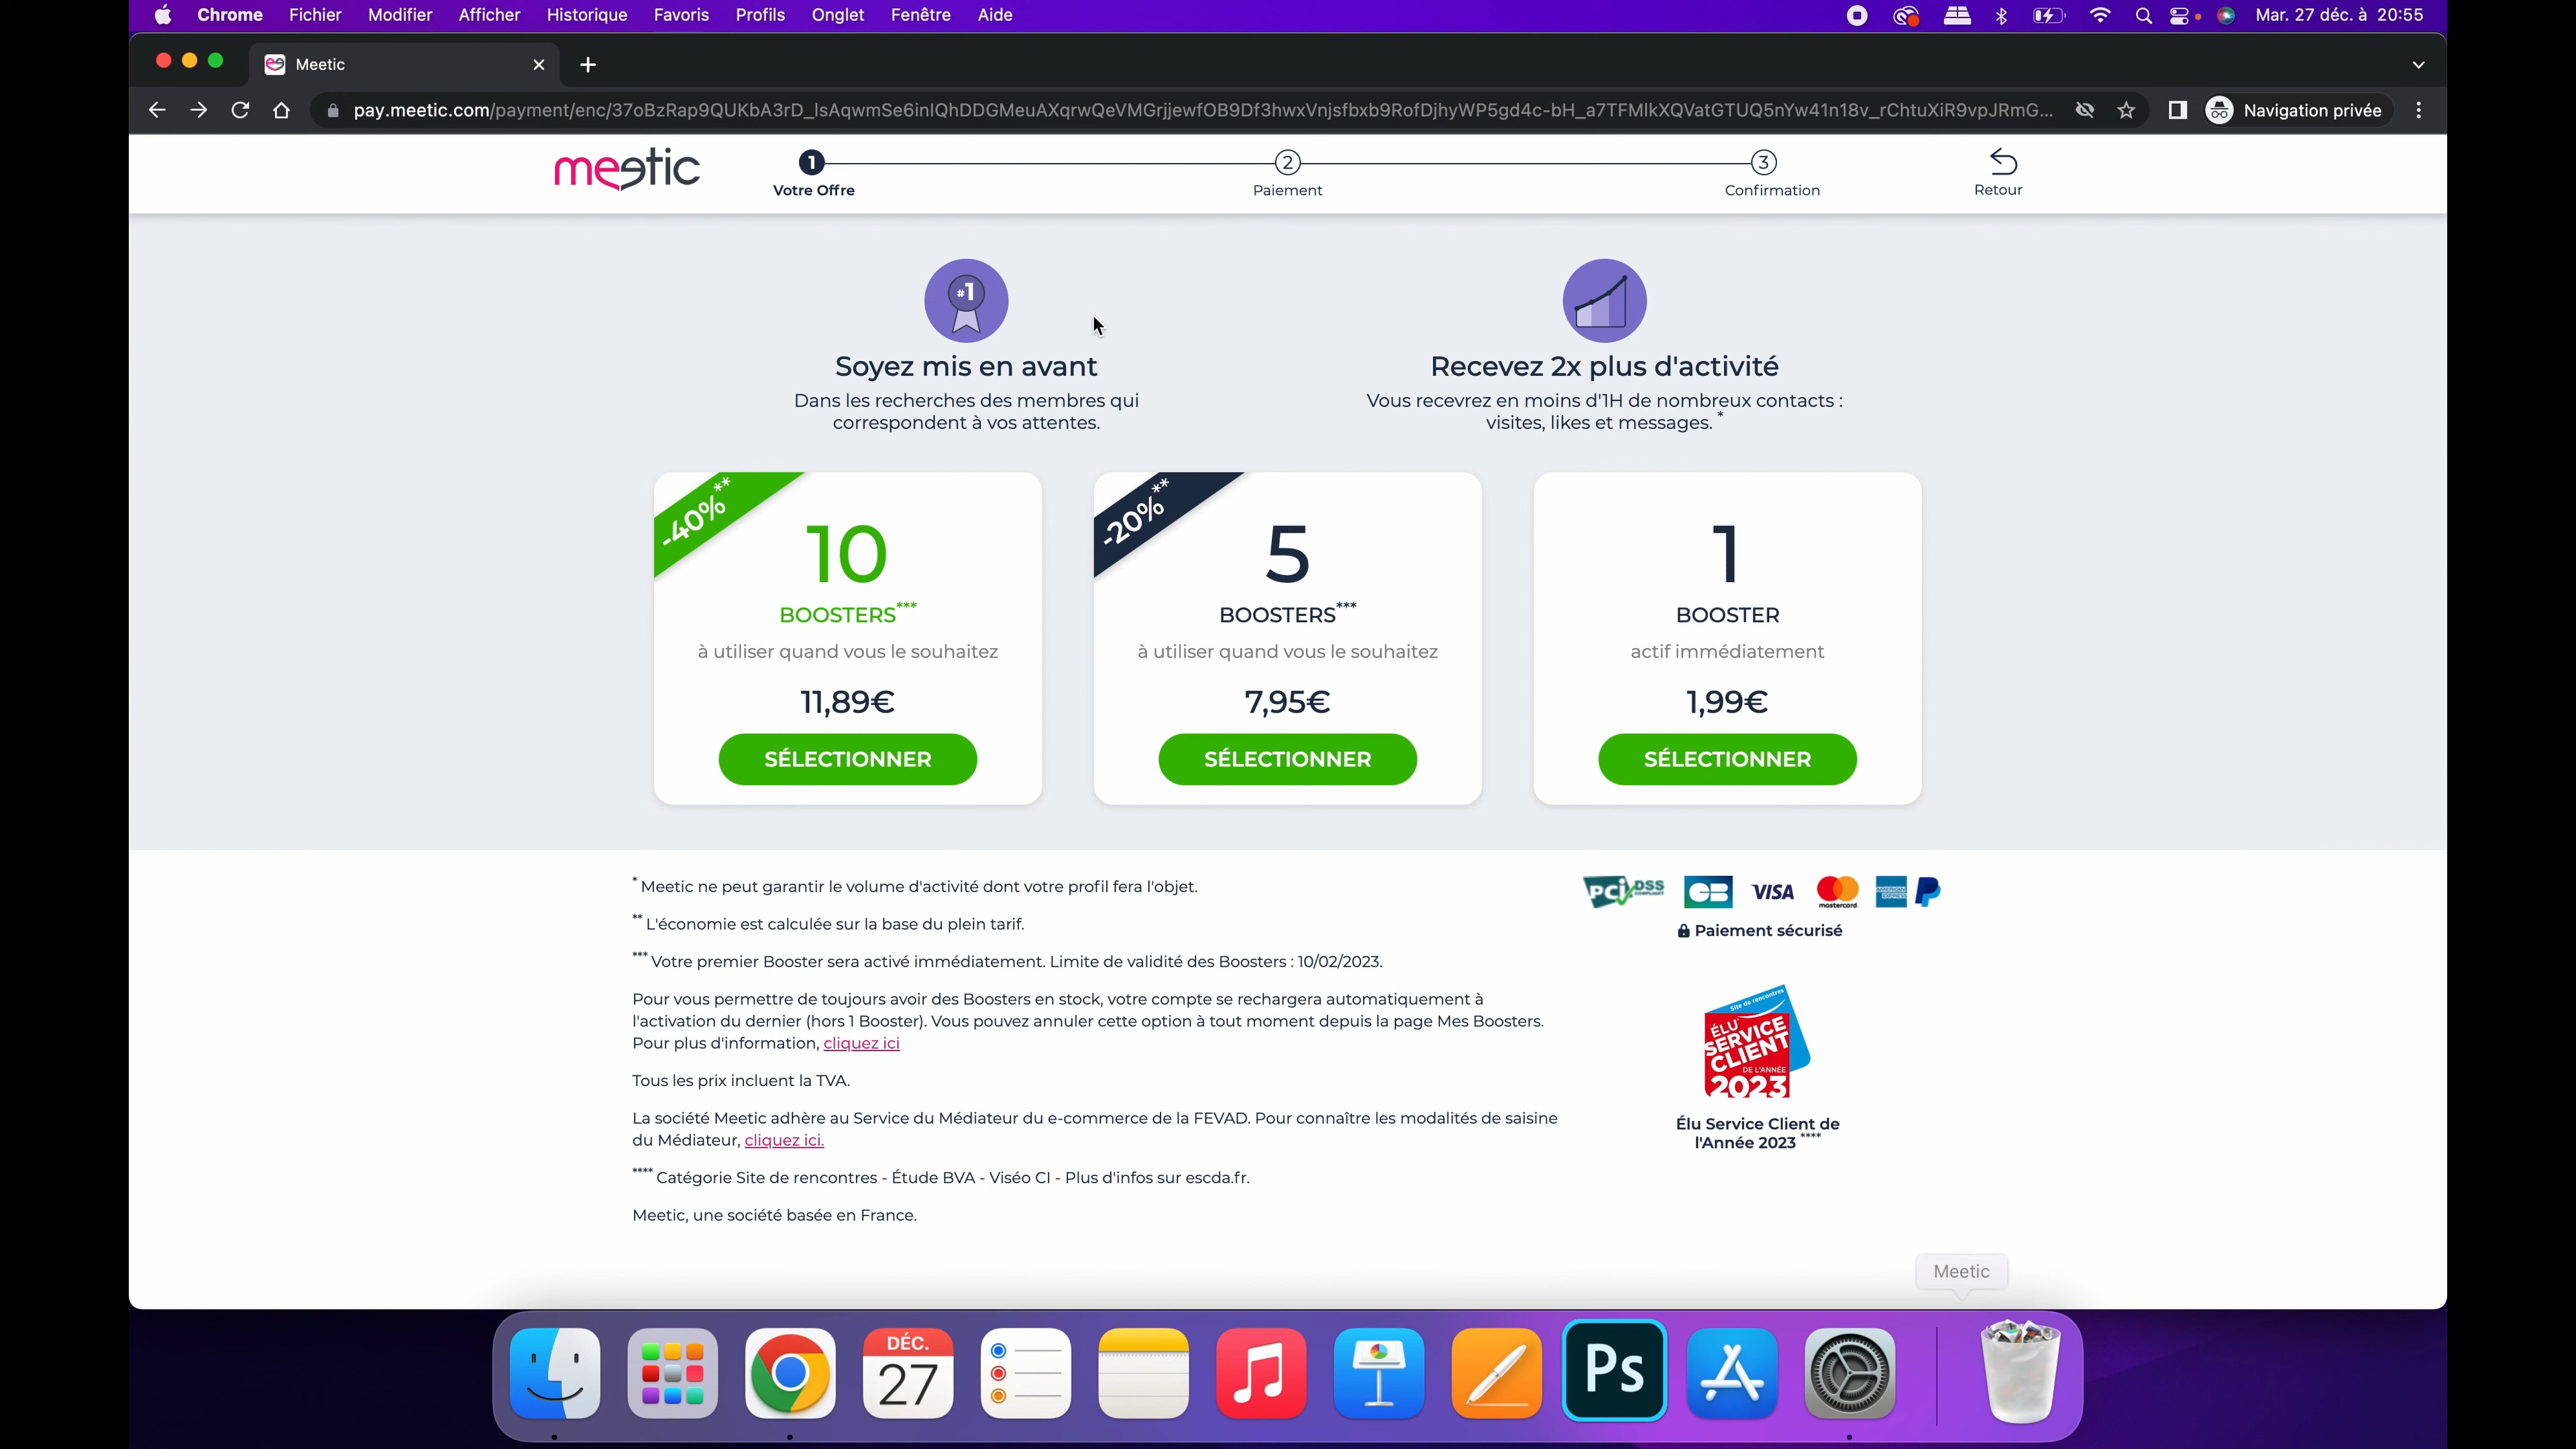 Chrome Fichier Modifier Afficher Historique Favoris Profils Onglet Fenêtre Aide
Mar. 27 déc. à 20:55
Meetic
pay.meetic.com/payment/enc/37oBzRap9QUKbA3rD_lsAqwmSe6inlQhDDGMeuAXqrwQeVMGrjjewfOB9Df3hwxVnjsfbxb9RofDjhyWP5gd4c-bH_a7TFMlkXQVatGTUQ5nYw41n18v_rChtuXiR9vpJRmG...
Navigation privée
meetic
1 2 3
Votre Offre Paiement Confirmation Retour
#1
Soyez mis en avant
Dans les recherches des membres qui
correspondent à vos attentes.
Recevez 2x plus d'activité
Vous recevrez en moins d'1H de nombreux contacts :
visites, likes et messages. *
-40%**
10
BOOSTERS***
à utiliser quand vous le souhaitez
11,89€
SÉLECTIONNER
-20%**
5
BOOSTERS***
à utiliser quand vous le souhaitez
7,95€
SÉLECTIONNER
1
BOOSTER
actif immédiatement
1,99€
SÉLECTIONNER
* Meetic ne peut garantir le volume d'activité dont votre profil fera l'objet.
** L'économie est calculée sur la base du plein tarif.
*** Votre premier Booster sera activé immédiatement. Limite de validité des Boosters : 10/02/2023.
Pour vous permettre de toujours avoir des Boosters en stock, votre compte se rechargera automatiquement à
l'activation du dernier (hors 1 Booster). Vous pouvez annuler cette option à tout moment depuis la page Mes Boosters.
Pour plus d'information, cliquez ici
Tous les prix incluent la TVA.
La société Meetic adhère au Service du Médiateur du e-commerce de la FEVAD. Pour connaître les modalités de saisine
du Médiateur, cliquez ici.
**** Catégorie Site de rencontres - Étude BVA - Viséo CI - Plus d'infos sur escda.fr.
Meetic, une société basée en France.
PCI DSS COMPLIANT CB VISA mastercard AMERICAN EXPRESS
Paiement sécurisé
Site de rencontres
ÉLU
SERVICE
CLIENT
DE L'ANNÉE
2023
Élu Service Client de
l'Année 2023 ****
Meetic
DÉC.
27
Ps